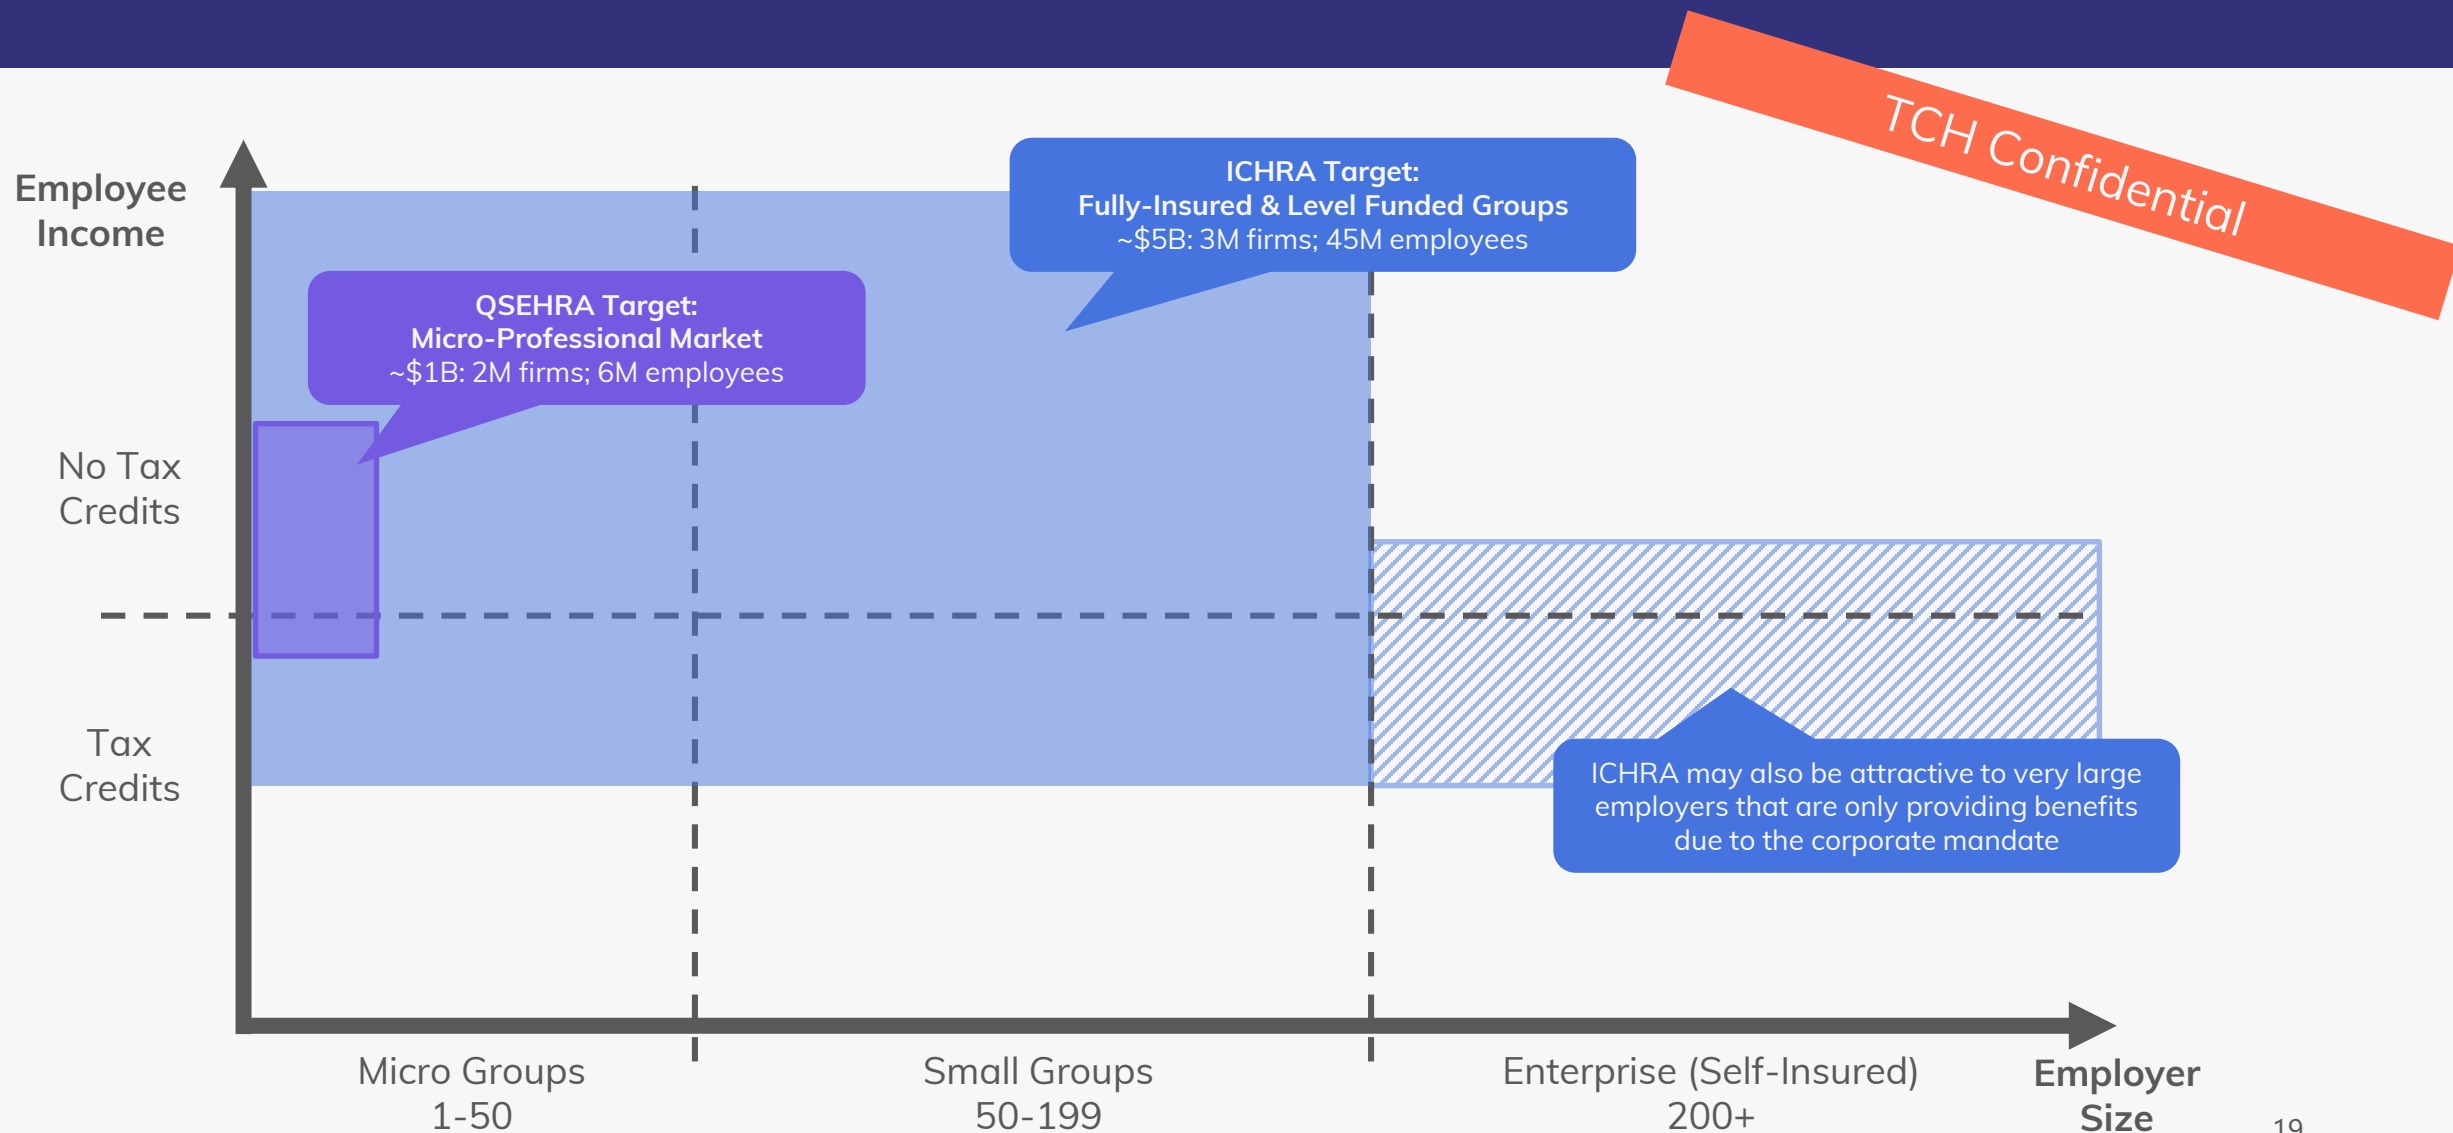 TCH Confidential
Employee
Income
ICHRA Target:
Fully-Insured & Level Funded Groups
~$5B: 3M firms; 45M employees
QSEHRA Target:
Micro-Professional Market
~$1B: 2M firms; 6M employees
No Tax
Credits
Tax
Credits
ICHRA may also be attractive to very large
employers that are only providing benefits
due to the corporate mandate
Micro Groups
1-50
Small Groups
50-199
Enterprise (Self-Insured)
200+
Employer
Size
19